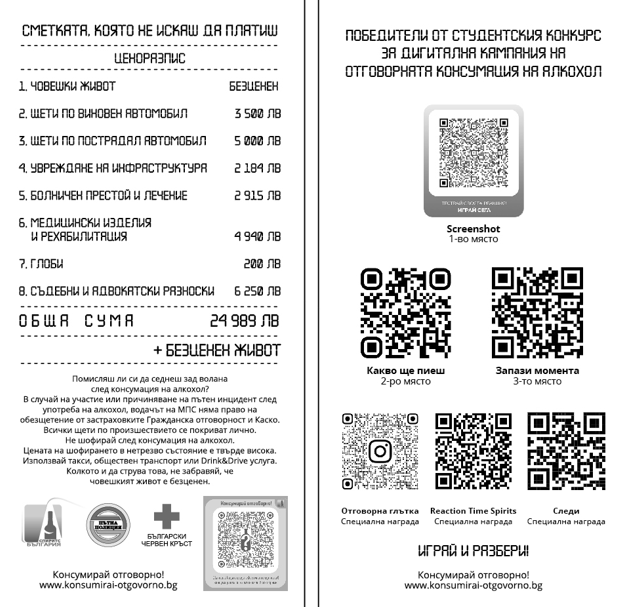 СМЕТКАТА, КОЯТО НЕ ИСКАШ ДА ПЛАТИШ
ЦЕНОРАЗПИС
1. ЧОВЕШКИ ЖИВОТ БЕЗЦЕНЕН
2. ЩЕТИ ПО ВИНОВЕН АВТОМОБИЛ 3 500 ЛВ
3. ЩЕТИ ПО ПОСТРАДАЛ АВТОМОБИЛ 5 000 ЛВ
4. УВРЕЖДАНЕ НА ИНФРАСТРУКТУРА 2 184 ЛВ
5. БОЛНИЧЕН ПРЕСТОЙ И ЛЕЧЕНИЕ 2 915 ЛВ
6. МЕДИЦИНСКИ ИЗДЕЛИЯ
И РЕХАБИЛИТАЦИЯ 4 940 ЛВ
7. ГЛОБИ 200 ЛВ
8. СЪДЕБНИ И АДВОКАТСКИ РАЗНОСКИ 6 250 ЛВ
ОБЩА СУМА 24 989 ЛВ
+ БЕЗЦЕНЕН ЖИВОТ
Помисляш ли си да седнеш зад волана
след консумация на алкохол?
В случай на участие или причиняване на пътен инцидент след
употреба на алкохол, водачът на МПС няма право на
обезщетение от застраховките Гражданска отговорност и Каско.
Всички щети по произшествието се покриват лично.
Не шофирай след консумация на алкохол.
Цената на шофирането в нетрезво състояние е твърде висока.
Използвай такси, обществен транспорт или Drink&Drive услуга.
Колкото и да струва това, не забравяй, че
човешкият живот е безценен.
БЪЛГАРИЯ
ПЪТНА
ПОЛИЦИЯ
БЪЛГАРСКИ
ЧЕРВЕН КРЪСТ
Консумирай отговорно!
Консумирай отговорно!
www.konsumirai-otgovorno.bg
ПОБЕДИТЕЛИ ОТ СТУДЕНТСКИЯ КОНКУРС
ЗА ДИГИТАЛНА КАМПАНИЯ НА
ОТГОВОРНАТА КОНСУМАЦИЯ НА АЛКОХОЛ
ИГРАЙ СЕГА
Screenshot
1-во място
Какво ще пиеш
2-ро място
Запази момента
3-то място
Отговорна глътка
Специална награда
Reaction Time Spirits
Специална награда
Следи
Специална награда
ИГРАЙ И РАЗБЕРИ!
Консумирай отговорно!
www.konsumirai-otgovorno.bg